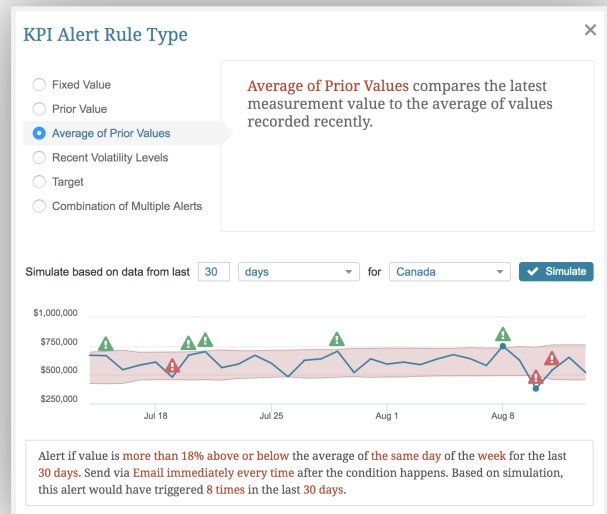 KPI Alert Rule Type
Fixed Value
Prior Value
Average of Prior Values
Recent Volatility Levels
Target
Combination of Multiple Alerts
Average of Prior Values compares the latest
measurement value to the average of values
recorded recently.
Simulate based on data from last 30 days for Canada Simulate
$1,000,000
$750,000
$500,000
$250,000
Jul 18 Jul 25 Aug 1 Aug 8
Alert if value is more than 18% above or below the average of the same day of the week for the last
30 days. Send via Email immediately every time after the condition happens. Based on simulation,
this alert would have triggered 8 times in the last 30 days.